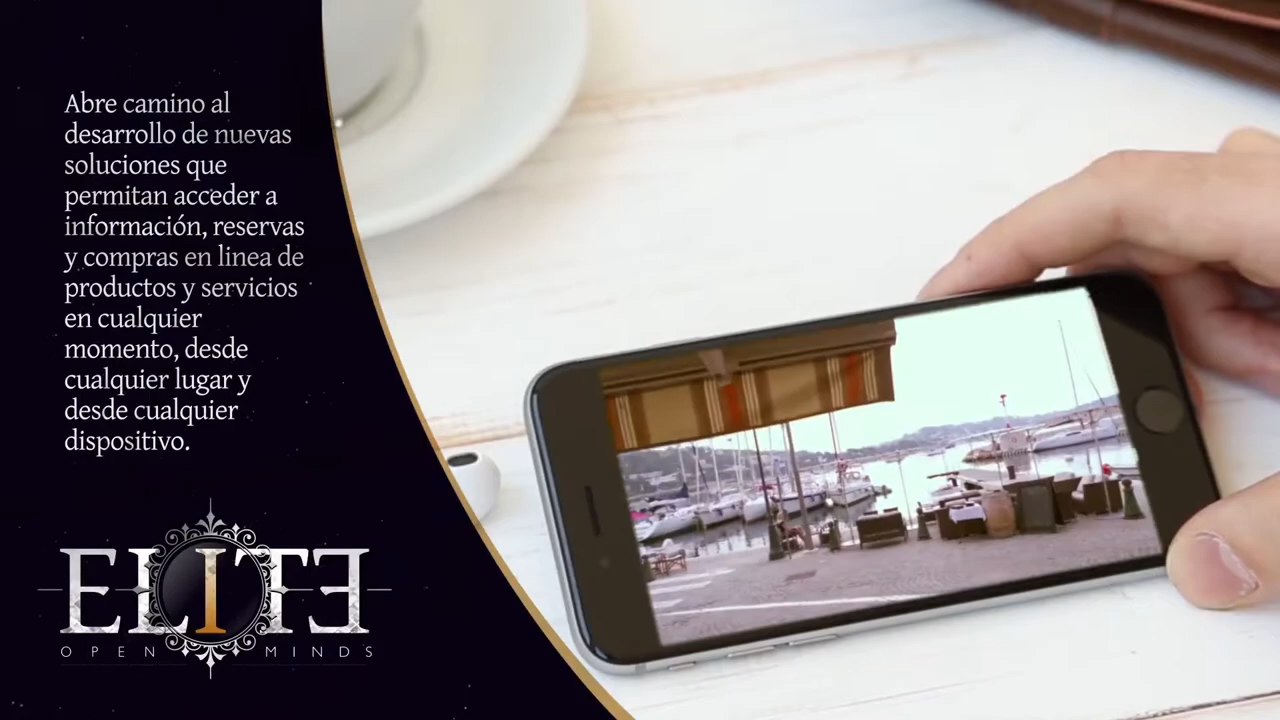 Abre camino al
desarrollo de nuevas
soluciones que
permitan acceder a
información, reservas
y compras en linea de
productos y servicios
en cualquier
momento, desde
cualquier lugar y
desde cualquier
dispositivo.
ELITE
OPEN MINDS